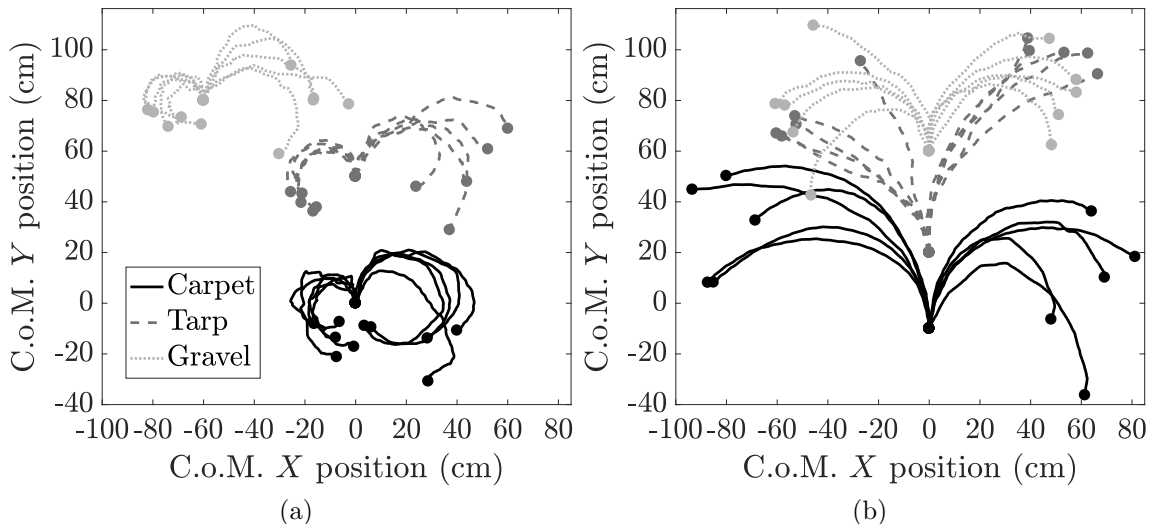 C.o.M. Y position (cm)
100
80
60
40
20
0
-20
-40
Carpet
Tarp
Gravel
-100 -80 -60 -40 -20 0 20 40 60 80
C.o.M. X position (cm)
(a)
C.o.M. Y position (cm)
100
80
60
40
20
0
-20
-40
-100 -80 -60 -40 -20 0 20 40 60 80
C.o.M. X position (cm)
(b)